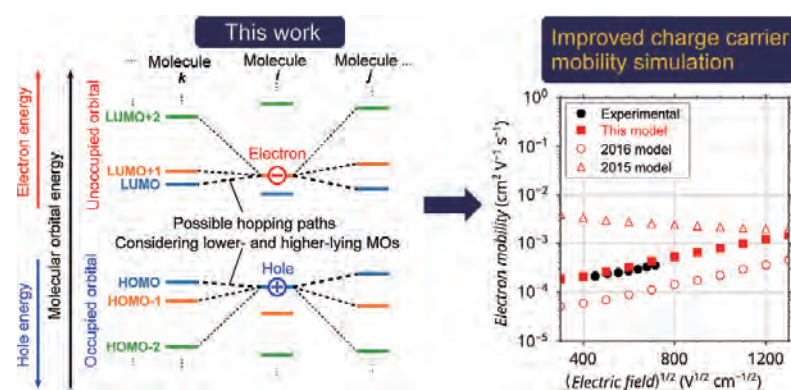 This work
Molecule
k
Molecule
i
Molecule ...
j
Electron energy
Hole energy
Molecular orbital energy
Unoccupied orbital
Occupied orbital
LUMO+2
LUMO+1
LUMO
Electron
Possible hopping paths
Considering lower- and higher-lying MOs
Hole
HOMO
HOMO-1
HOMO-2
Improved charge carrier
mobility simulation
Electron mobility (cm² V⁻¹ s⁻¹)
10⁰
10⁻¹
10⁻²
10⁻³
10⁻⁴
10⁻⁵
Experimental
This model
2016 model
2015 model
400
800
1200
(Electric field)^1/2 (V^1/2 cm^-1/2)